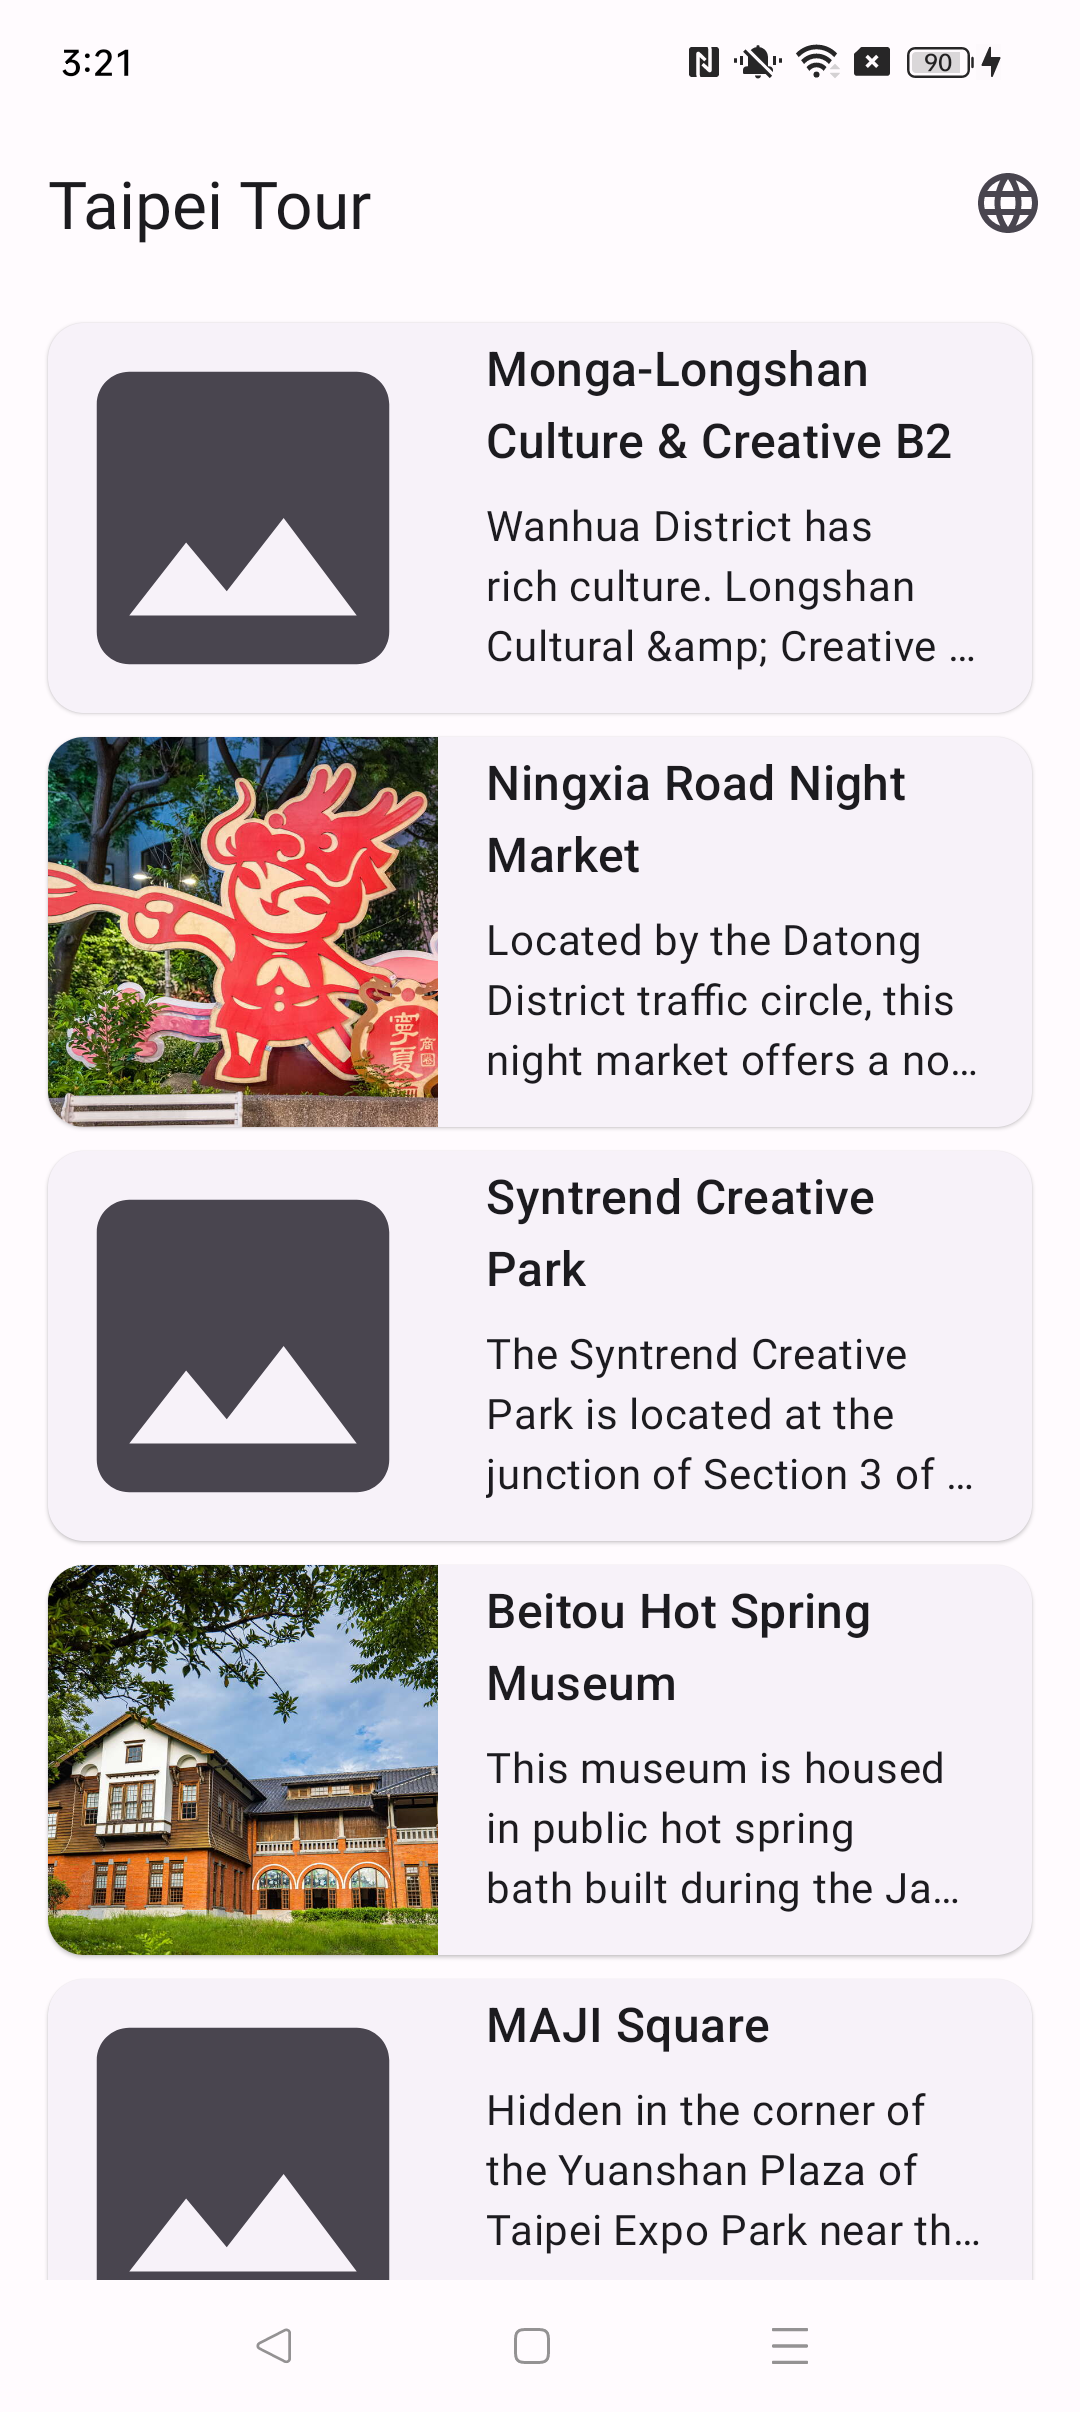 3:21
90
Taipei Tour
Monga-Longshan
Culture & Creative B2
Wanhua District has
rich culture. Longshan
Cultural &amp; Creative …
Ningxia Road Night
Market
Located by the Datong
District traffic circle, this
night market offers a no…
寧夏
商圈
Syntrend Creative
Park
The Syntrend Creative
Park is located at the
junction of Section 3 of …
Beitou Hot Spring
Museum
This museum is housed
in public hot spring
bath built during the Ja…
MAJI Square
Hidden in the corner of
the Yuanshan Plaza of
Taipei Expo Park near th…